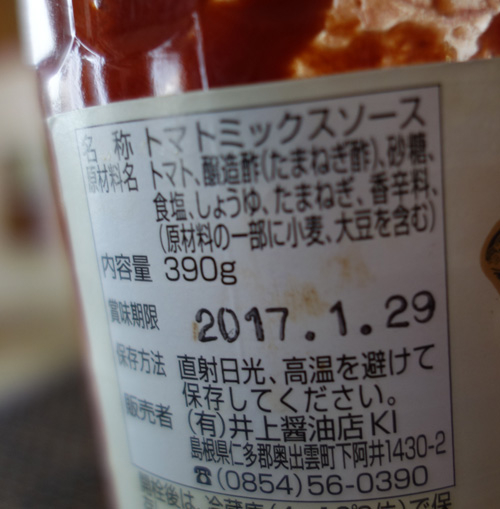 名称 トマトミックスソース
原材料名 トマト、醸造酢(たまねぎ酢)、砂糖、
食塩、しょうゆ、たまねぎ、香辛料、
(原材料の一部に小麦、大豆を含む)
内容量 390g
賞味期限 2017.1.29
保存方法 直射日光、高温を避けて
保存してください。
販売者 (有)井上醤油店KI
島根県仁多郡奥出雲町下阿井1430-2
☎(0854)56-0390